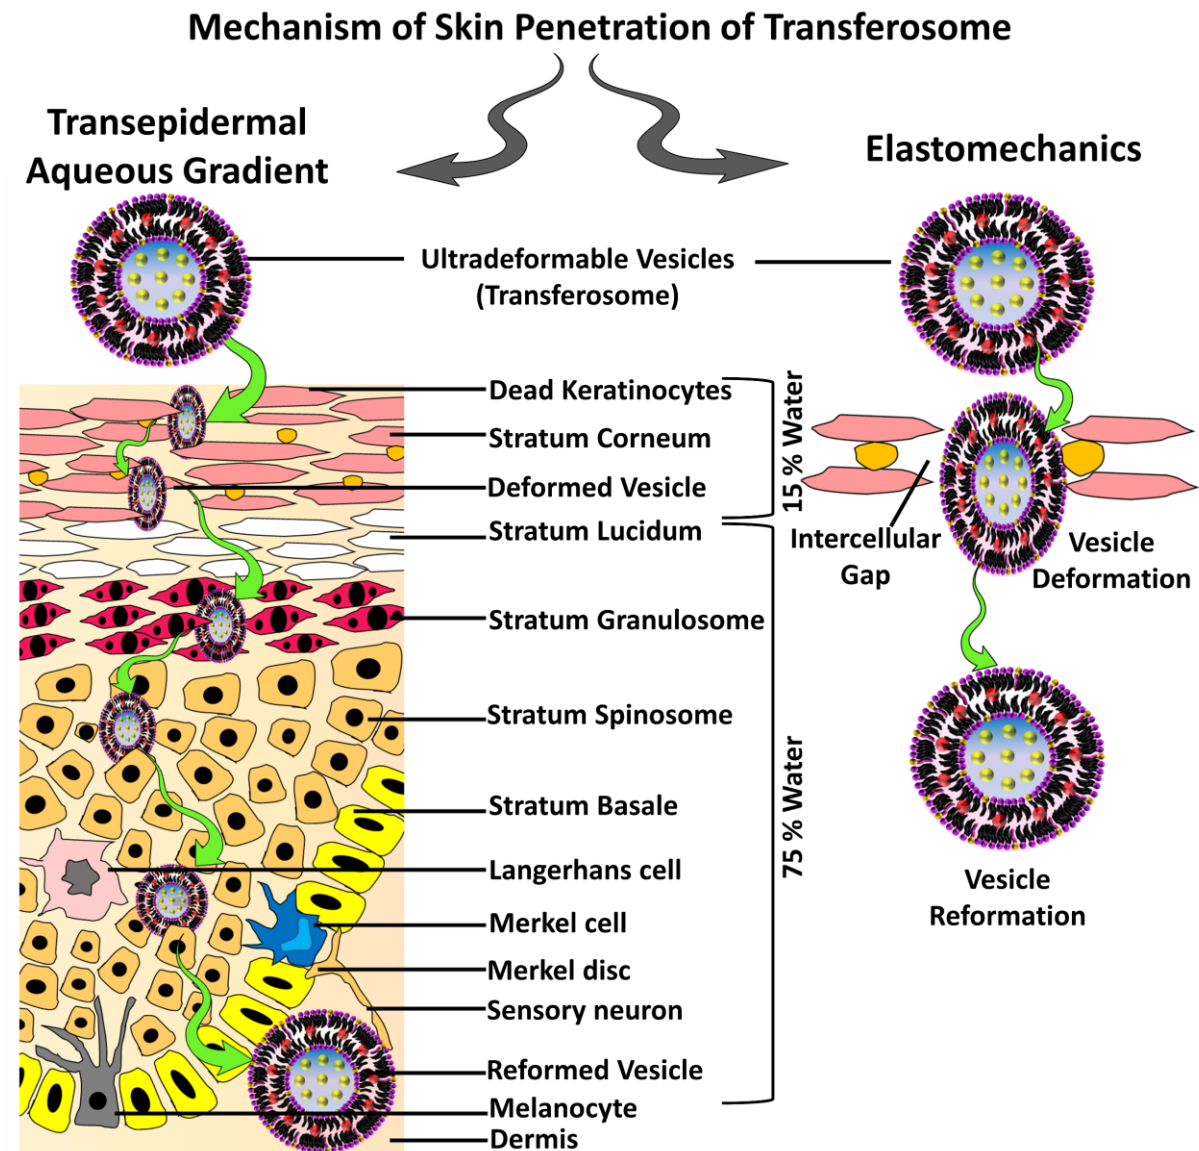 Mechanism of Skin Penetration of Transferosome
Transepidermal
Aqueous Gradient
Elastomechanics
Ultradeformable Vesicles
(Transferosome)
Dead Keratinocytes
Stratum Corneum
Deformed Vesicle
Stratum Lucidum
Stratum Granulosome
Stratum Spinosome
Stratum Basale
Langerhans cell
Merkel cell
Merkel disc
Sensory neuron
Reformed Vesicle
Melanocyte
Dermis
15 % Water
75 % Water
Intercellular
Gap
Vesicle
Deformation
Vesicle
Reformation